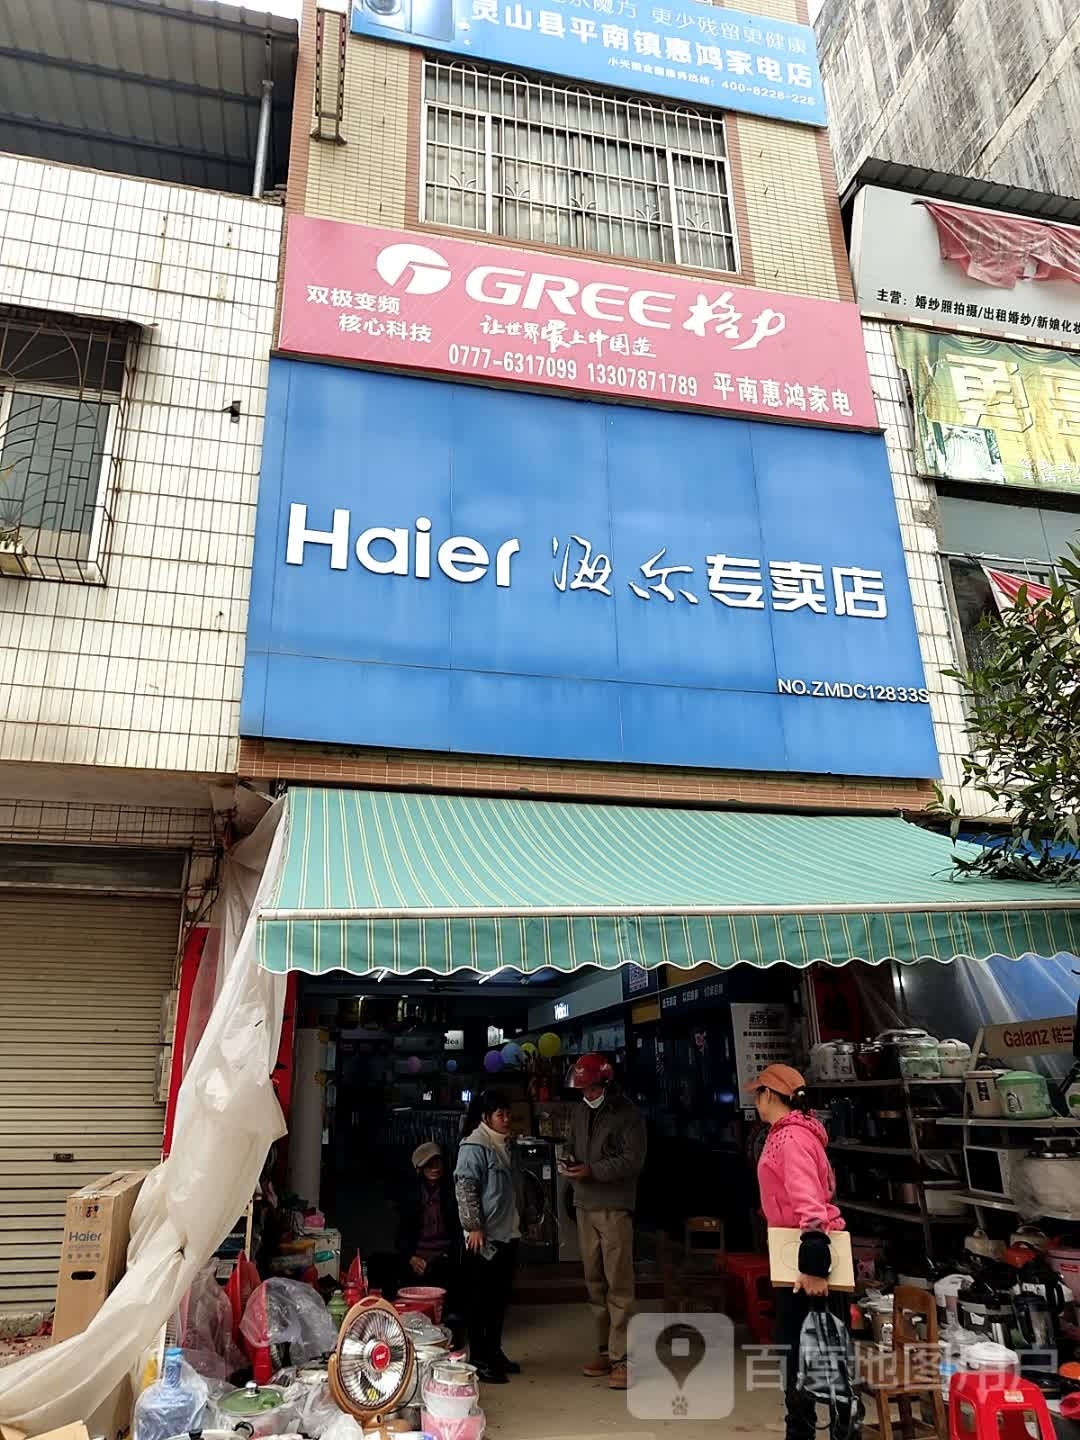 更少残留更健康
灵山县平南镇惠鸿家电店
400-8228-228
GREE 格力
双极变频
核心科技
让世界爱上中国造
0777-6317099 13307871789 平南惠鸿家电
主营：婚纱照拍摄/出租婚纱/新娘化妆
Haier 海尔专卖店
NO.ZMDC12833S
Galanz 格兰
Haier
百度地图用户